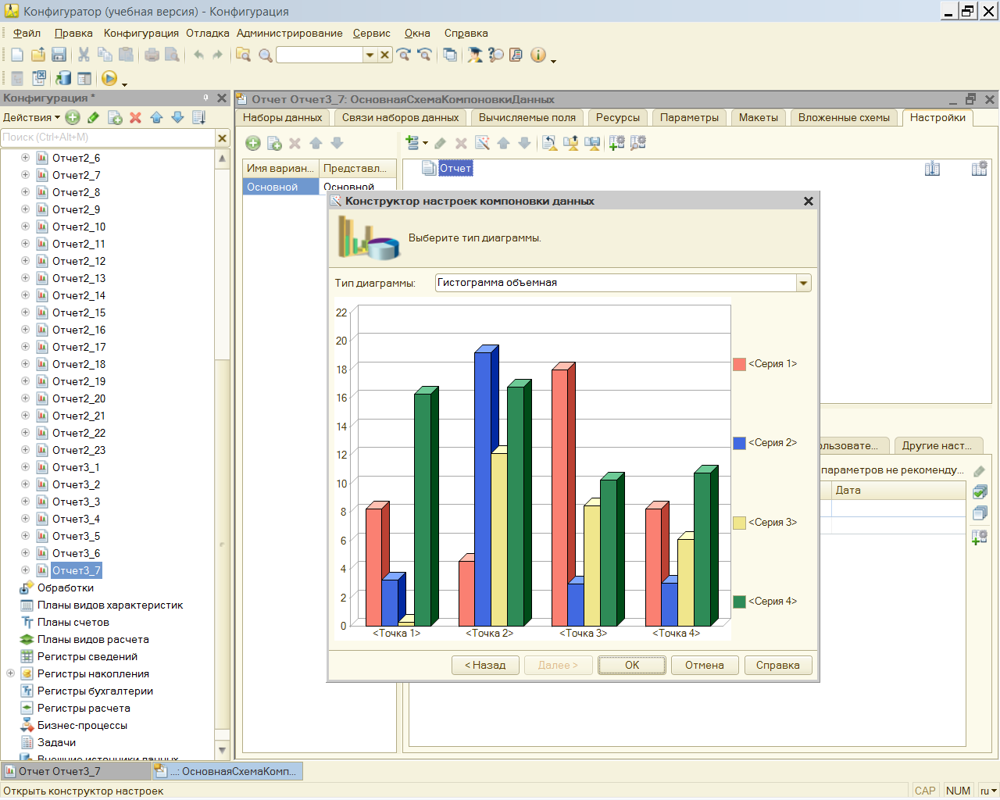 Конфигуратор (учебная версия) - Конфигурация
Файл Правка Конфигурация Отладка Администрирование Сервис Окна Справка
Конфигурация *
Действия
Поиск (Ctrl+Alt+M)
Отчет2_6
Отчет2_7
Отчет2_8
Отчет2_9
Отчет2_10
Отчет2_11
Отчет2_12
Отчет2_13
Отчет2_14
Отчет2_15
Отчет2_16
Отчет2_17
Отчет2_18
Отчет2_19
Отчет2_20
Отчет2_21
Отчет2_22
Отчет2_23
Отчет3_1
Отчет3_2
Отчет3_3
Отчет3_4
Отчет3_5
Отчет3_6
Отчет3_7
Обработки
Планы видов характеристик
Планы счетов
Планы видов расчета
Регистры сведений
Регистры накопления
Регистры бухгалтерии
Регистры расчета
Бизнес-процессы
Задачи
Внешние источники данных
Отчет Отчет3_7: ОсновнаяСхемаКомпоновкиДанных
Наборы данных Связи наборов данных Вычисляемые поля Ресурсы Параметры Макеты Вложенные схемы Настройки
Имя вариан... Представл...
Основной Основной
Отчет
Конструктор настроек компоновки данных
Выберите тип диаграммы.
Тип диаграммы: Гистограмма объемная
22
20
18
16
14
12
10
8
6
4
2
0
<Точка 1> <Точка 2> <Точка 3> <Точка 4>
<Серия 1>
<Серия 2>
<Серия 3>
<Серия 4>
< Назад Далее > OK Отмена Справка
ользовате... Другие наст...
параметров не рекоменду...
Дата
Отчет Отчет3_7 ...: ОсновнаяСхемаКомп...
Открыть конструктор настроек CAP NUM ru